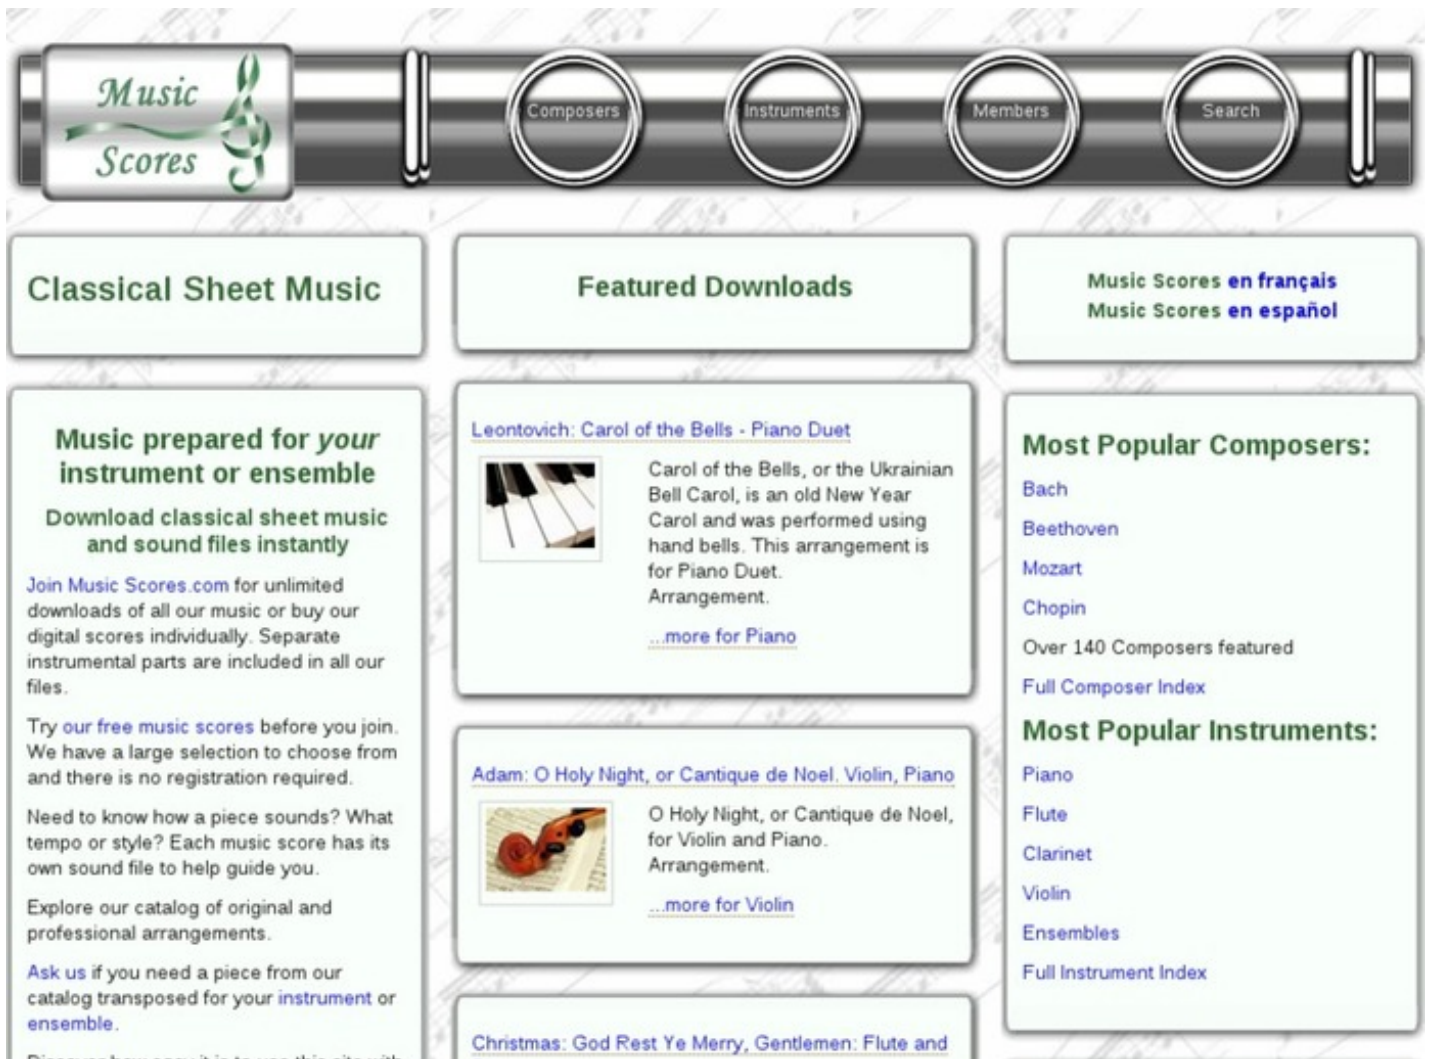 Music
Scores
Composers
Instruments
Members
Search
Classical Sheet Music
Music prepared for your
instrument or ensemble
Download classical sheet music
and sound files instantly
Join Music Scores.com for unlimited
downloads of all our music or buy our
digital scores individually. Separate
instrumental parts are included in all our
files.
Try our free music scores before you join.
We have a large selection to choose from
and there is no registration required.
Need to know how a piece sounds? What
tempo or style? Each music score has its
own sound file to help guide you.
Explore our catalog of original and
professional arrangements.
Ask us if you need a piece from our
catalog transposed for your instrument or
ensemble.
Discover how easy it is to use this site with
Featured Downloads
Leontovich: Carol of the Bells - Piano Duet
Carol of the Bells, or the Ukrainian
Bell Carol, is an old New Year
Carol and was performed using
hand bells. This arrangement is
for Piano Duet.
Arrangement.
...more for Piano
Adam: O Holy Night, or Cantique de Noel. Violin, Piano
O Holy Night, or Cantique de Noel,
for Violin and Piano.
Arrangement.
...more for Violin
Christmas: God Rest Ye Merry, Gentlemen: Flute and
Music Scores en français
Music Scores en español
Most Popular Composers:
Bach
Beethoven
Mozart
Chopin
Over 140 Composers featured
Full Composer Index
Most Popular Instruments:
Piano
Flute
Clarinet
Violin
Ensembles
Full Instrument Index